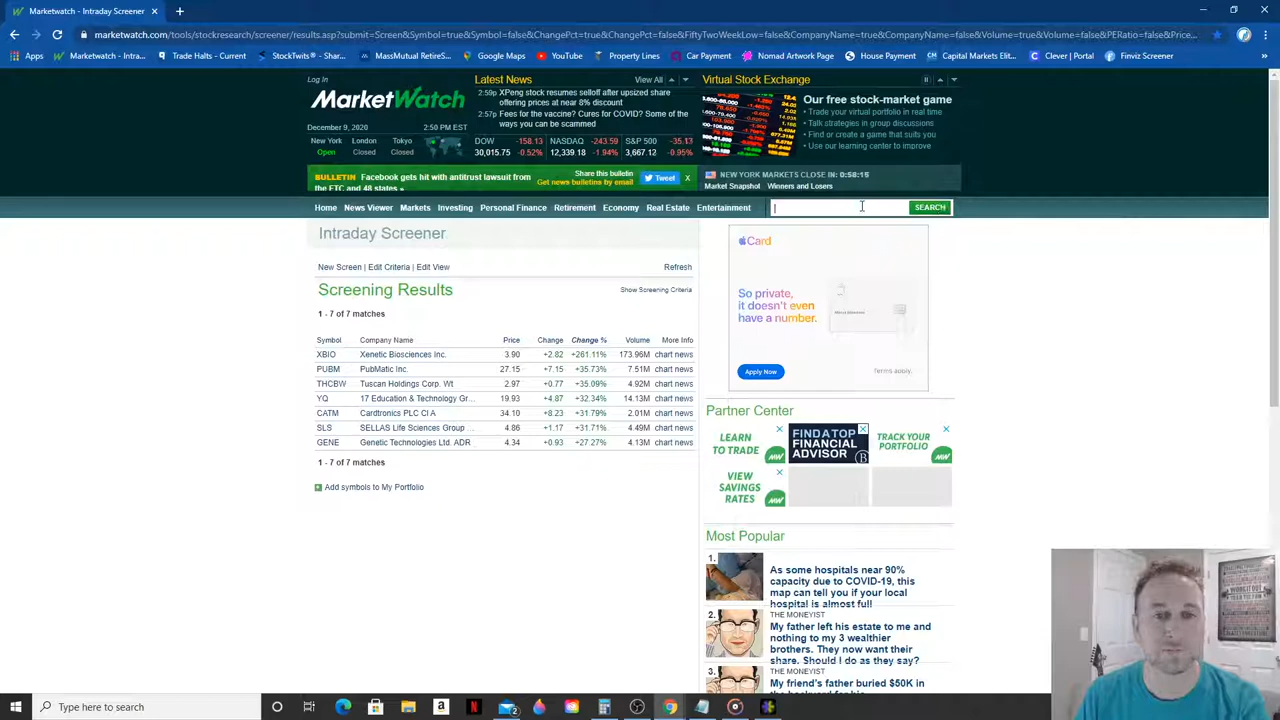 Marketwatch - Intraday Screener
marketwatch.com/tools/stockresearch/screener/results.asp?submit=Screen&Symbol=true&Symbol=false&ChangePct=true&ChangePct=false&FiftyTwoWeekLow=false&CompanyName=true&CompanyName=false&Volume=true&Volume=false&PERatio=false&Price...
Apps
Marketwatch - Intra...
Trade Halts - Current
StockTwits® - Shar...
MassMutual RetireS...
Google Maps
YouTube
Property Lines
Car Payment
Nomad Artwork Page
House Payment
Capital Markets Elit...
Clever | Portal
Finviz Screener
Log In
MarketWatch
December 9, 2020
2:50 PM EST
New York London Tokyo
Open Closed Closed
Latest News View All
2:59p XPeng stock resumes selloff after upsized share
offering prices at near 8% discount
2:57p Fees for the vaccine? Cures for COVID? Some of the
ways you can be scammed
DOW -158.13 NASDAQ -243.59 S&P 500 -35.13
30,015.75 -0.52% 12,339.18 -1.94% 3,667.12 -0.95%
Virtual Stock Exchange
Our free stock-market game
• Trade your virtual portfolio in real time
• Talk strategies in group discussions
• Find or create a game that suits you
• Use our learning center to improve
BULLETIN Facebook gets hit with antitrust lawsuit from
the FTC and 48 states »
Share this bulletin
Get news bulletins by email
Tweet
X
NEW YORK MARKETS CLOSE IN: 0:58:15
Market Snapshot Winners and Losers
Home News Viewer Markets Investing Personal Finance Retirement Economy Real Estate Entertainment
SEARCH
Intraday Screener
New Screen | Edit Criteria | Edit View Refresh
Screening Results Show Screening Criteria
1 - 7 of 7 matches
Symbol Company Name Price Change Change % Volume More Info
XBIO Xenetic Biosciences Inc. 3.90 +2.82 +261.11% 173.96M chart news
PUBM PubMatic Inc. 27.15 +7.15 +35.73% 7.51M chart news
THCBW Tuscan Holdings Corp. Wt 2.97 +0.77 +35.09% 4.92M chart news
YQ 17 Education & Technology Gr... 19.93 +4.87 +32.34% 14.13M chart news
CATM Cardtronics PLC Cl A 34.10 +8.23 +31.79% 2.01M chart news
SLS SELLAS Life Sciences Group ... 4.86 +1.17 +31.71% 4.49M chart news
GENE Genetic Technologies Ltd. ADR 4.34 +0.93 +27.27% 4.13M chart news
1 - 7 of 7 matches
Add symbols to My Portfolio
Card
So private,
it doesn't even
have a number.
Apply Now
Terms apply.
Partner Center
LEARN
TO TRADE
FIND A TOP
FINANCIAL
ADVISOR
TRACK YOUR
PORTFOLIO
VIEW
SAVINGS
RATES
Most Popular
1.
As some hospitals near 90%
capacity due to COVID-19, this
map can tell you if your local
hospital is almost full
2.
THE MONEYIST
My father left his estate to me and
nothing to my 3 wealthier
brothers. They now want their
share. Should I do as they say?
3.
THE MONEYIST
My friend's father buried $50K in
Type here to search